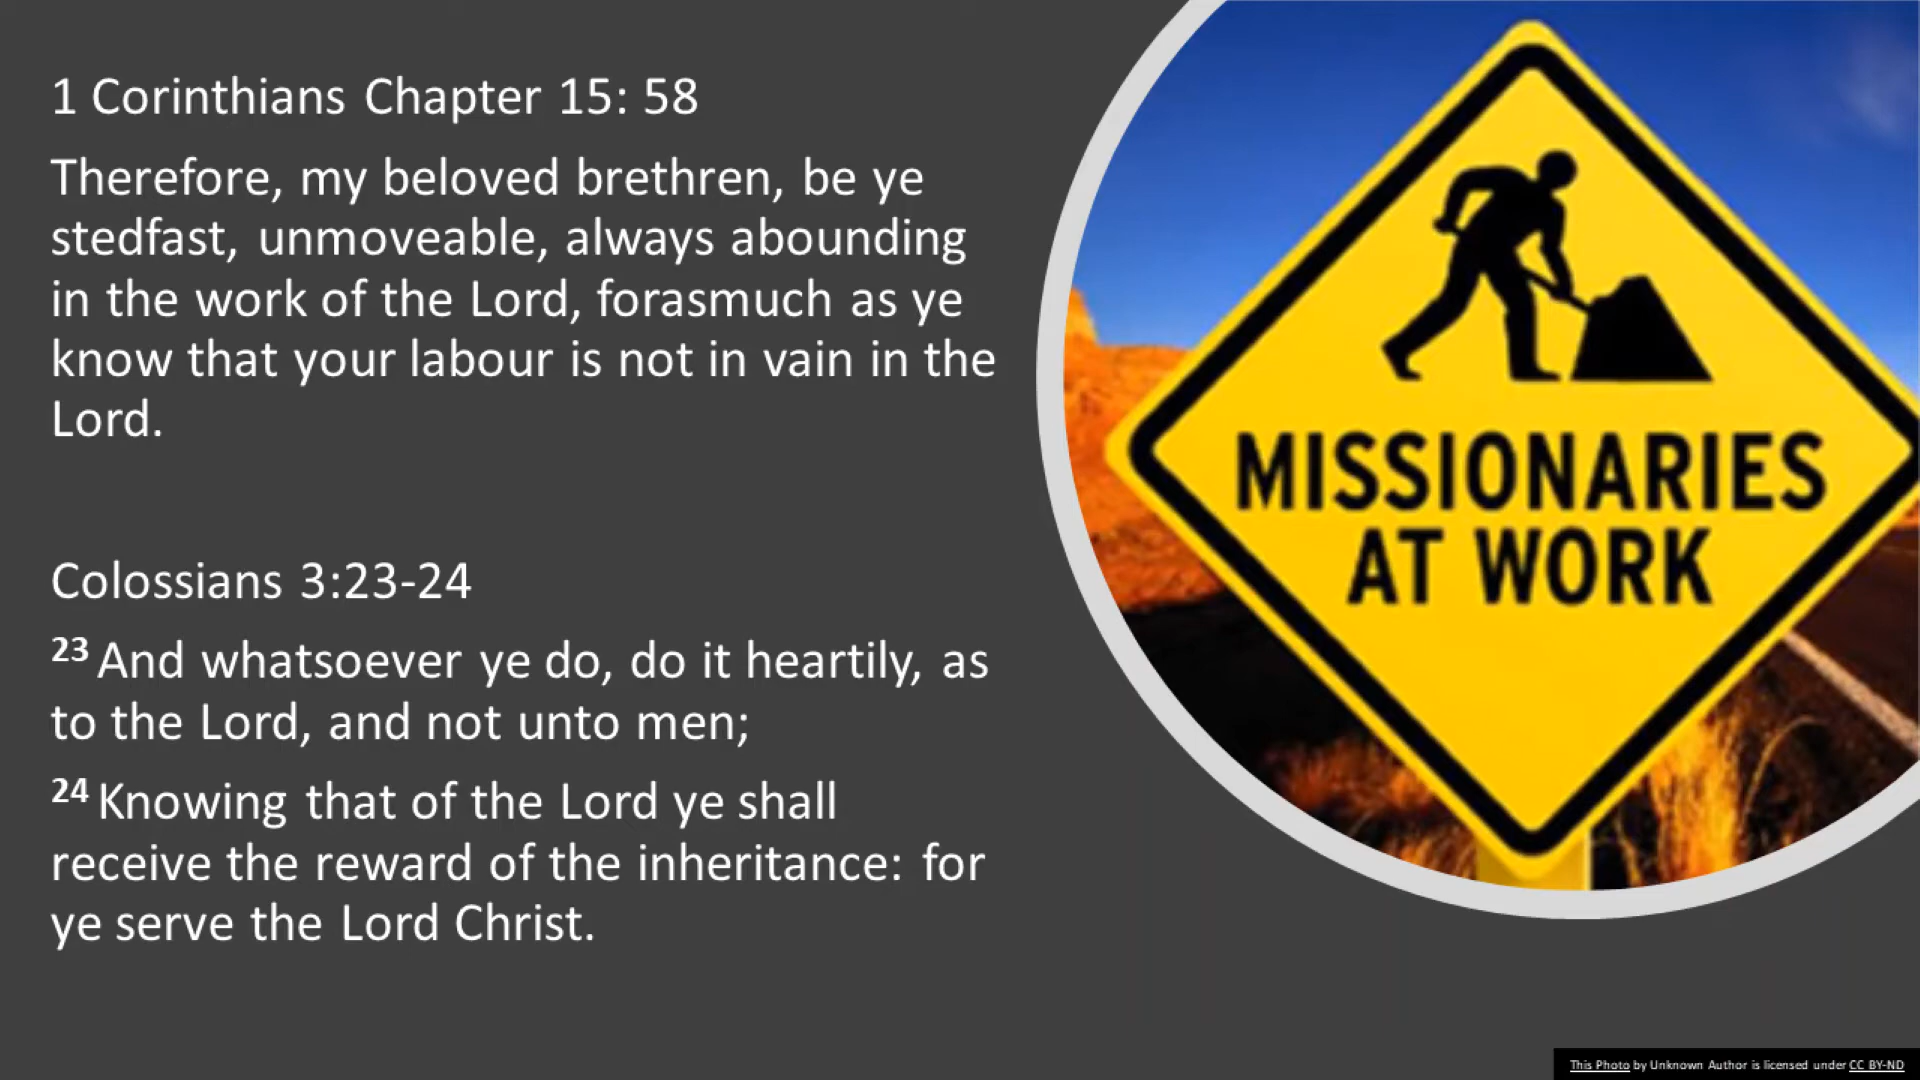 1 Corinthians Chapter 15: 58
Therefore, my beloved brethren, be ye
stedfast, unmoveable, always abounding
in the work of the Lord, forasmuch as ye
know that your labour is not in vain in the
Lord.
Colossians 3:23-24
23 And whatsoever ye do, do it heartily, as
to the Lord, and not unto men;
24 Knowing that of the Lord ye shall
receive the reward of the inheritance: for
ye serve the Lord Christ.
MISSIONARIES
AT WORK
This Photo by Unknown Author is licensed under CC BY-ND